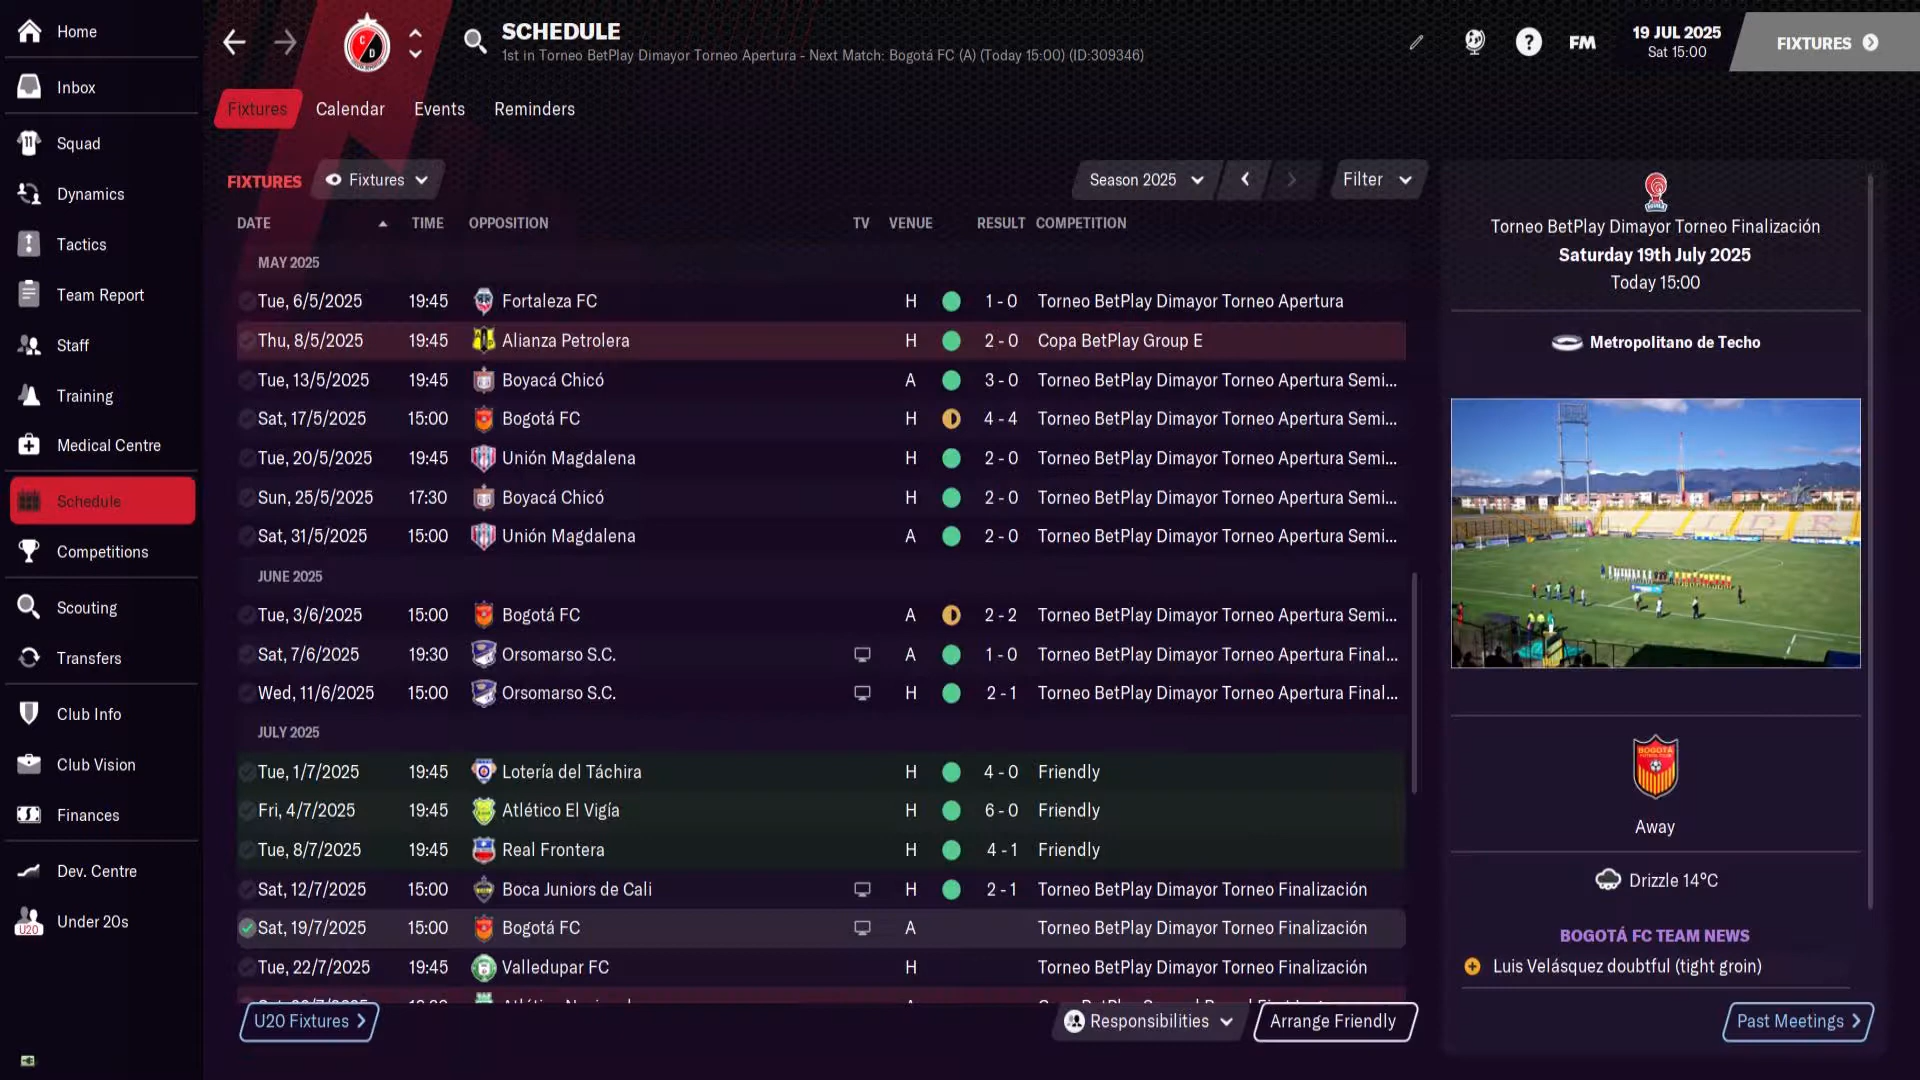 Home
Inbox
Squad
Dynamics
Tactics
Team Report
Staff
Training
Medical Centre
Schedule
Competitions
Scouting
Transfers
Club Info
Club Vision
Finances
Dev. Centre
U20 Under 20s
SCHEDULE
1st in Torneo BetPlay Dimayor Torneo Apertura - Next Match: Bogotá FC (A) (Today 15:00) (ID:309346)
FM
19 JUL 2025
Sat 15:00
FIXTURES
Fixtures Calendar Events Reminders
FIXTURES Fixtures Season 2025 Filter
DATE TIME OPPOSITION TV VENUE RESULT COMPETITION
MAY 2025
Tue, 6/5/2025 19:45 Fortaleza FC H 1 - 0 Torneo BetPlay Dimayor Torneo Apertura
Thu, 8/5/2025 19:45 Alianza Petrolera H 2 - 0 Copa BetPlay Group E
Tue, 13/5/2025 19:45 Boyacá Chicó A 3 - 0 Torneo BetPlay Dimayor Torneo Apertura Semi...
Sat, 17/5/2025 15:00 Bogotá FC H 4 - 4 Torneo BetPlay Dimayor Torneo Apertura Semi...
Tue, 20/5/2025 19:45 Unión Magdalena H 2 - 0 Torneo BetPlay Dimayor Torneo Apertura Semi...
Sun, 25/5/2025 17:30 Boyacá Chicó H 2 - 0 Torneo BetPlay Dimayor Torneo Apertura Semi...
Sat, 31/5/2025 15:00 Unión Magdalena A 2 - 0 Torneo BetPlay Dimayor Torneo Apertura Semi...
JUNE 2025
Tue, 3/6/2025 15:00 Bogotá FC A 2 - 2 Torneo BetPlay Dimayor Torneo Apertura Semi...
Sat, 7/6/2025 19:30 Orsomarso S.C. A 1 - 0 Torneo BetPlay Dimayor Torneo Apertura Final...
Wed, 11/6/2025 15:00 Orsomarso S.C. H 2 - 1 Torneo BetPlay Dimayor Torneo Apertura Final...
JULY 2025
Tue, 1/7/2025 19:45 Lotería del Táchira H 4 - 0 Friendly
Fri, 4/7/2025 19:45 Atlético El Vigía H 6 - 0 Friendly
Tue, 8/7/2025 19:45 Real Frontera H 4 - 1 Friendly
Sat, 12/7/2025 15:00 Boca Juniors de Cali H 2 - 1 Torneo BetPlay Dimayor Torneo Finalización
Sat, 19/7/2025 15:00 Bogotá FC A Torneo BetPlay Dimayor Torneo Finalización
Tue, 22/7/2025 19:45 Valledupar FC H Torneo BetPlay Dimayor Torneo Finalización
U20 Fixtures Responsibilities Arrange Friendly
Torneo BetPlay Dimayor Torneo Finalización
Saturday 19th July 2025
Today 15:00
Metropolitano de Techo
BOGOTÁ
Away
Drizzle 14°C
BOGOTÁ FC TEAM NEWS
Luis Velásquez doubtful (tight groin)
Past Meetings